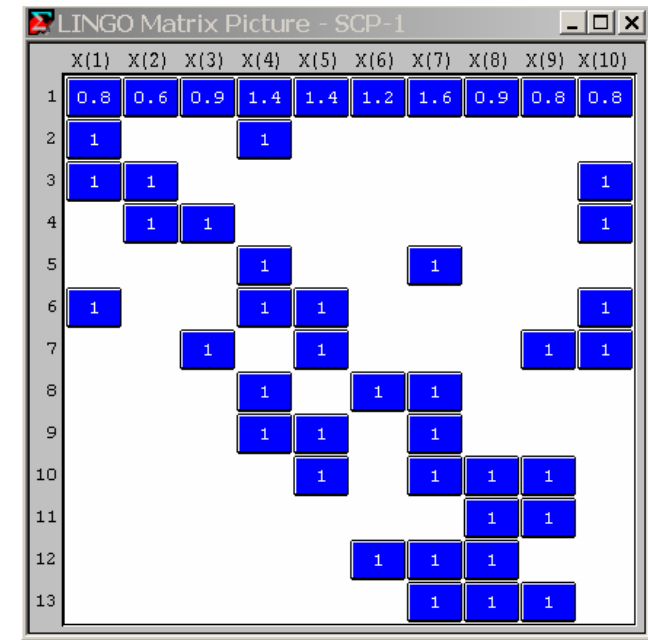 LINGO Matrix Picture - SCP-1
X(1) X(2) X(3) X(4) X(5) X(6) X(7) X(8) X(9) X(10)
1 0.8 0.6 0.9 1.4 1.4 1.2 1.6 0.9 0.8 0.8
2 1 1
3 1 1 1
4 1 1 1
5 1 1
6 1 1 1 1
7 1 1 1 1
8 1 1 1
9 1 1 1
10 1 1 1 1
11 1 1
12 1 1 1
13 1 1 1